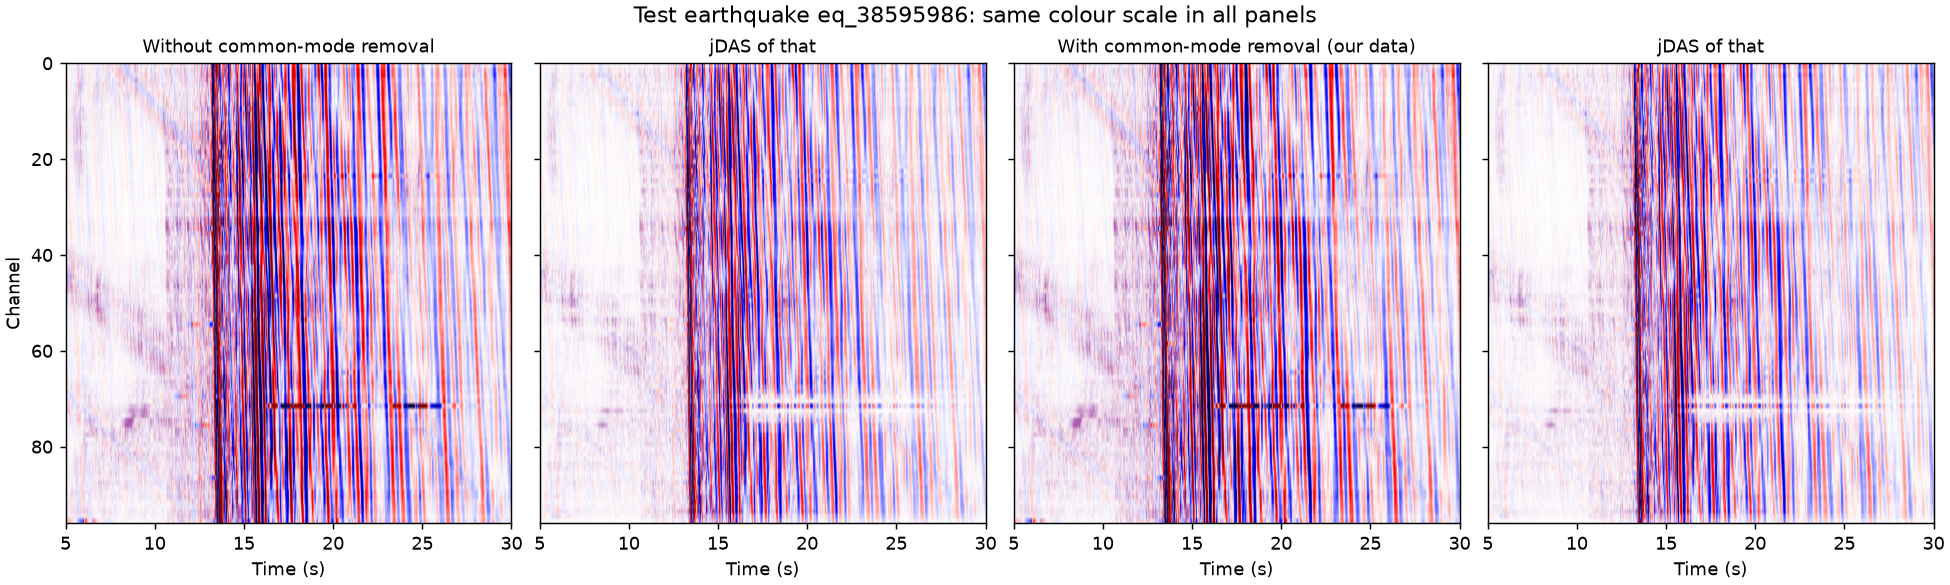 Test earthquake eq_38595986: same colour scale in all panels
Without common-mode removal
jDAS of that
With common-mode removal (our data)
jDAS of that
Channel
0
20
40
60
80
5 10 15 20 25 30
5 10 15 20 25 30
5 10 15 20 25 30
5 10 15 20 25 30
Time (s)
Time (s)
Time (s)
Time (s)